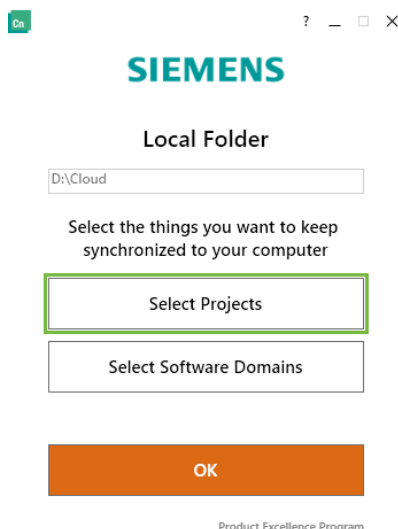 Cn ?
SIEMENS
Local Folder
D:\Cloud
Select the things you want to keep
synchronized to your computer
Select Projects
Select Software Domains
OK
Product Excellence Program